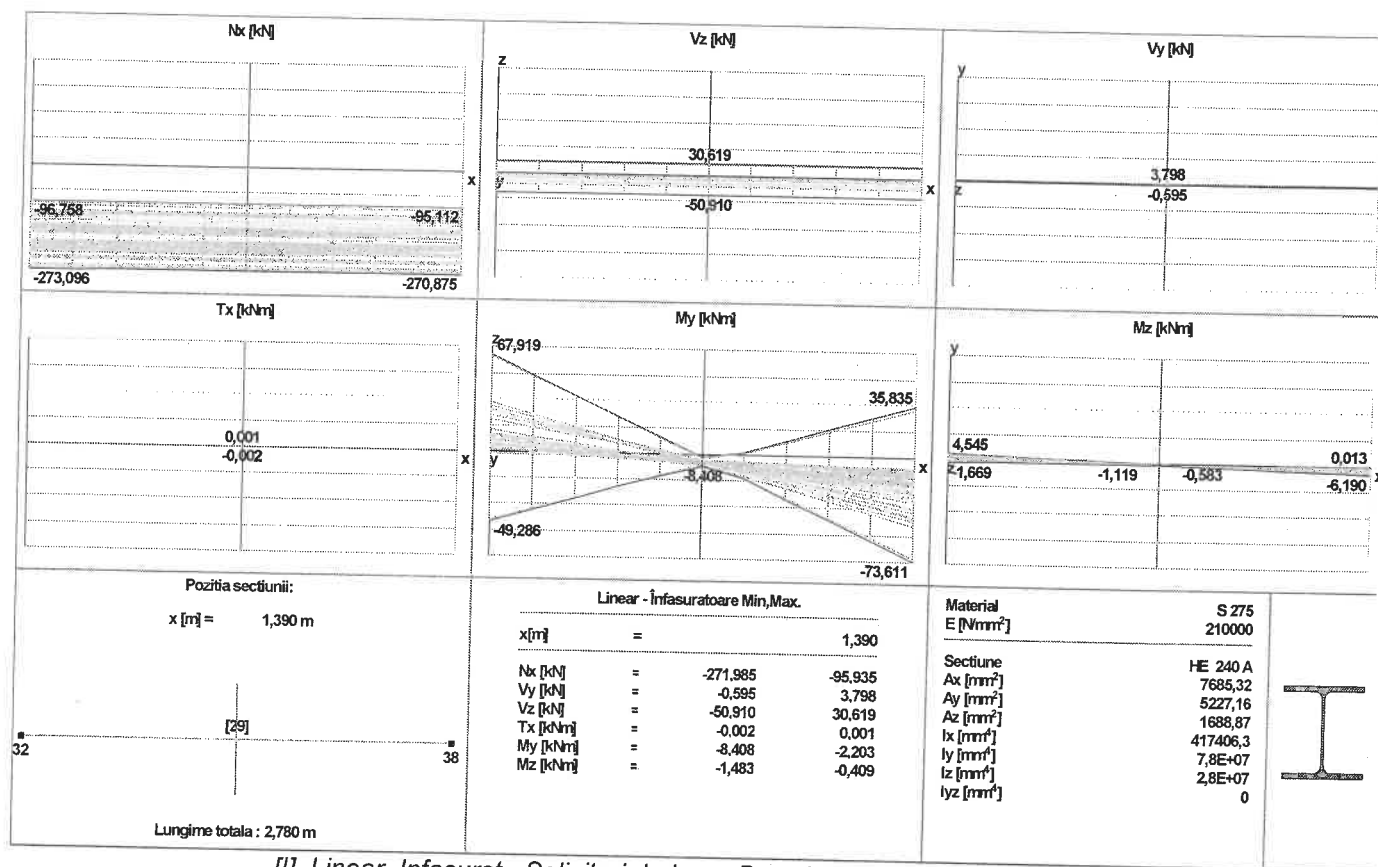 Nx [kN]
x
-96,758
-95,112
-273,096
-270,875
Vz [kN]
z
30,619
y
x
-50,910
Vy [kN]
y
3,798
z
-0,595
Tx [kNm]
0,001
-0,002
x
My [kNm]
z
67,919
35,835
y
x
-8,408
-49,286
-73,611
Mz [kNm]
y
4,545
0,013
z
-1,669
-1,119
-0,583
-6,190
x
Pozitia sectiunii:
x [m] = 1,390 m
[29]
32
38
Lungime totala : 2,780 m
Linear - Înfasuratoare Min,Max.
x[m] = 1,390
Nx [kN] = -271,985 -95,935
Vy [kN] = -0,595 3,798
Vz [kN] = -50,910 30,619
Tx [kNm] = -0,002 0,001
My [kNm] = -8,408 -2,203
Mz [kNm] = -1,483 -0,409
Material S 275
E [N/mm²] 210000
Sectiune HE 240 A
Ax [mm²] 7685,32
Ay [mm²] 5227,16
Az [mm²] 1688,87
Ix [mm⁴] 417406,3
Iy [mm⁴] 7,8E+07
Iz [mm⁴] 2,8E+07
Iyz [mm⁴] 0
Linear, Infasurat